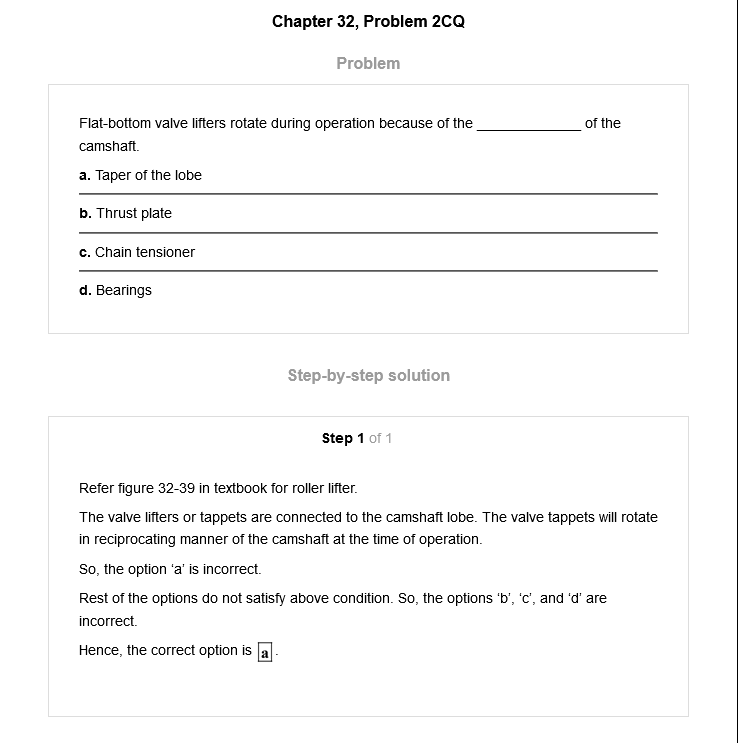 Chapter 32, Problem 2CQ
Problem
Flat-bottom valve lifters rotate during operation because of the _____________ of the
camshaft.
a. Taper of the lobe
b. Thrust plate
c. Chain tensioner
d. Bearings
Step-by-step solution
Step 1 of 1
Refer figure 32-39 in textbook for roller lifter.
The valve lifters or tappets are connected to the camshaft lobe. The valve tappets will rotate
in reciprocating manner of the camshaft at the time of operation.
So, the option ‘a’ is incorrect.
Rest of the options do not satisfy above condition. So, the options ‘b’, ‘c’, and ‘d’ are
incorrect.
Hence, the correct option is a .